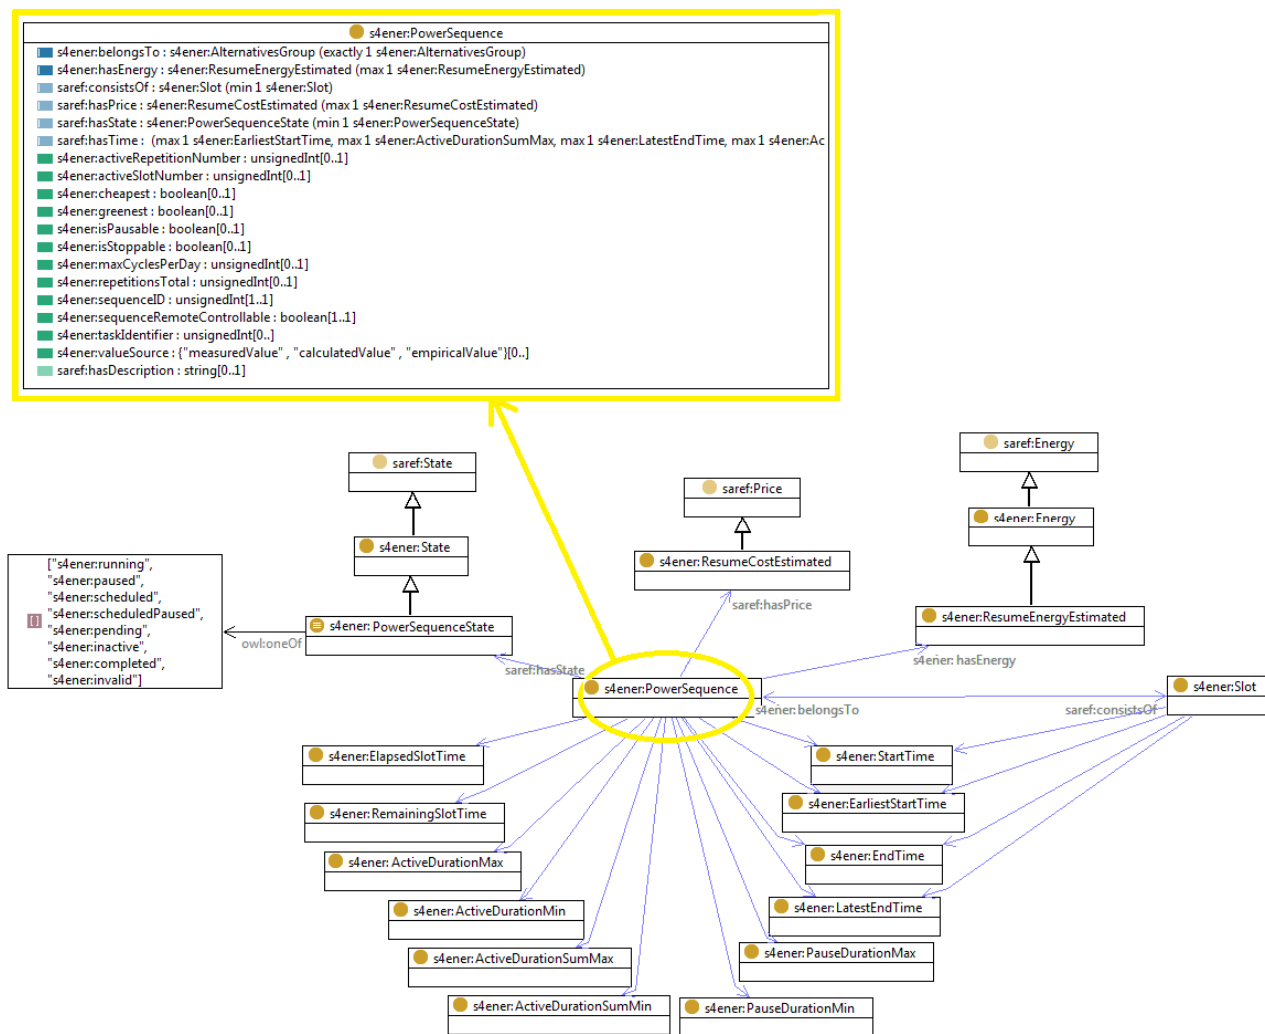 s4ener:PowerSequence
s4ener:belongsTo : s4ener:AlternativesGroup (exactly 1 s4ener:AlternativesGroup)
s4ener:hasEnergy : s4ener:ResumeEnergyEstimated (max 1 s4ener:ResumeEnergyEstimated)
saref:consistsOf : s4ener:Slot (min 1 s4ener:Slot)
saref:hasPrice : s4ener:ResumeCostEstimated (max 1 s4ener:ResumeCostEstimated)
saref:hasState : s4ener:PowerSequenceState (min 1 s4ener:PowerSequenceState)
saref:hasTime : (max 1 s4ener:EarliestStartTime, max 1 s4ener:ActiveDurationSumMax, max 1 s4ener:LatestEndTime, max 1 s4ener:Ac
s4ener:activeRepetitionNumber : unsignedInt[0..1]
s4ener:activeSlotNumber : unsignedInt[0..1]
s4ener:cheapest : boolean[0..1]
s4ener:greenest : boolean[0..1]
s4ener:isPausable : boolean[0..1]
s4ener:isStoppable : boolean[0..1]
s4ener:maxCyclesPerDay : unsignedInt[0..1]
s4ener:repetitionsTotal : unsignedInt[0..1]
s4ener:sequenceID : unsignedInt[1..1]
s4ener:sequenceRemoteControllable : boolean[1..1]
s4ener:taskIdentifier : unsignedInt[0..]
s4ener:valueSource : {"measuredValue" , "calculatedValue" , "empiricalValue"}[0..]
saref:hasDescription : string[0..1]
saref:State
saref:Price
saref:Energy
s4ener:State
s4ener:ResumeCostEstimated
s4ener:Energy
["s4ener:running",
"s4ener:paused",
"s4ener:scheduled",
"s4ener:scheduledPaused",
"s4ener:pending",
"s4ener:inactive",
"s4ener:completed",
"s4ener:invalid"]
owl:oneOf
s4ener: PowerSequenceState
saref:hasPrice
s4ener:ResumeEnergyEstimated
saref:hasState
s4ener: hasEnergy
s4ener:PowerSequence
s4ener:belongsTo
saref:consistsOf
s4ener:Slot
s4ener:ElapsedSlotTime
s4ener:StartTime
s4ener:RemainingSlotTime
s4ener:EarliestStartTime
s4ener: ActiveDurationMax
s4ener:EndTime
s4ener:ActiveDurationMin
s4ener:LatestEndTime
s4ener:ActiveDurationSumMax
s4ener:PauseDurationMax
s4ener:ActiveDurationSumMin
s4ener:PauseDurationMin